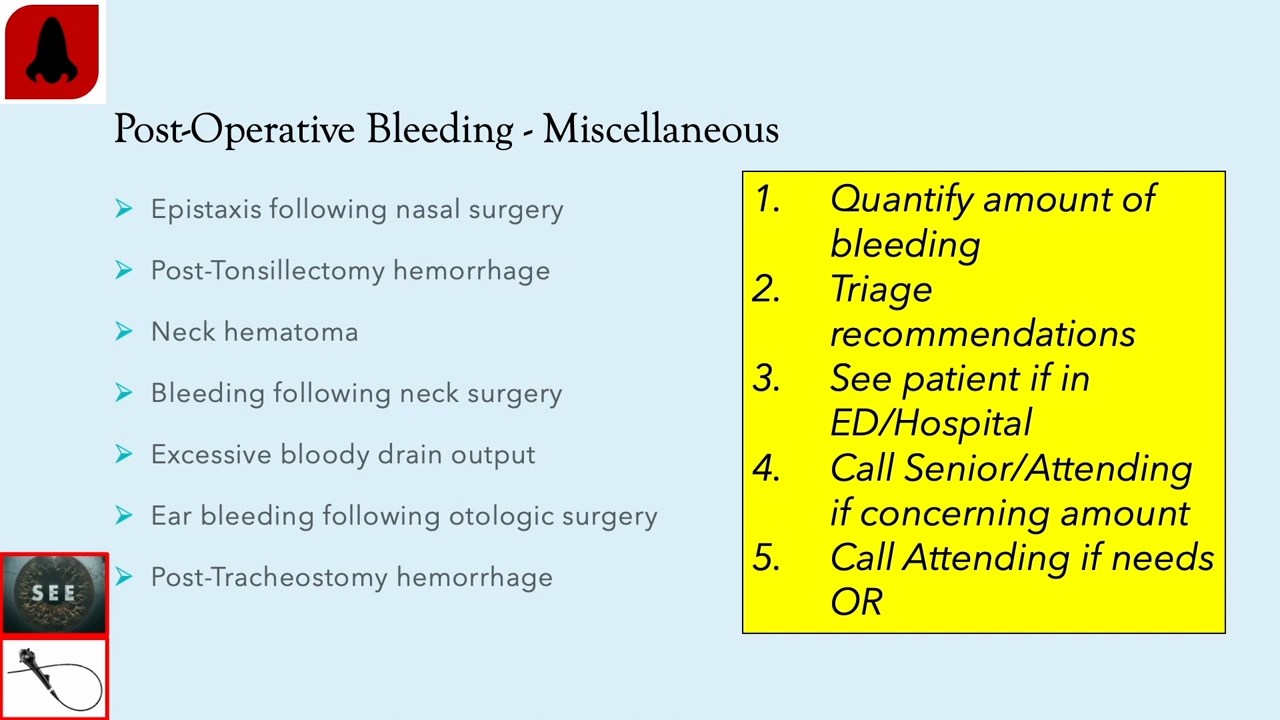 Post-Operative Bleeding - Miscellaneous
➢ Epistaxis following nasal surgery
➢ Post-Tonsillectomy hemorrhage
➢ Neck hematoma
➢ Bleeding following neck surgery
➢ Excessive bloody drain output
➢ Ear bleeding following otologic surgery
➢ Post-Tracheostomy hemorrhage
1. Quantify amount of
bleeding
2. Triage
recommendations
3. See patient if in
ED/Hospital
4. Call Senior/Attending
if concerning amount
5. Call Attending if needs
OR
SEE